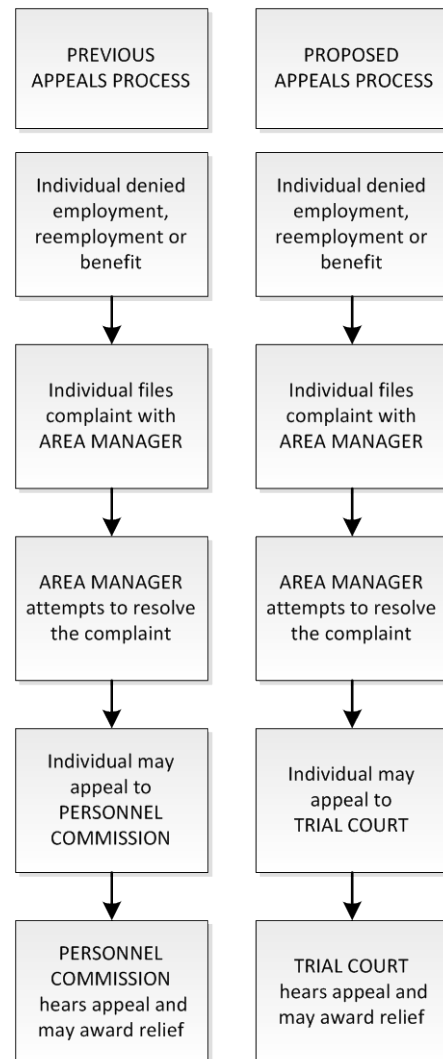 PREVIOUS
APPEALS PROCESS
Individual denied
employment,
reemployment or
benefit
Individual files
complaint with
AREA MANAGER
AREA MANAGER
attempts to resolve
the complaint
Individual may
appeal to
PERSONNEL
COMMISSION
PERSONNEL
COMMISSION
hears appeal and
may award relief
PROPOSED
APPEALS PROCESS
Individual denied
employment,
reemployment or
benefit
Individual files
complaint with
AREA MANAGER
AREA MANAGER
attempts to resolve
the complaint
Individual may
appeal to
TRIAL COURT
TRIAL COURT
hears appeal and
may award relief